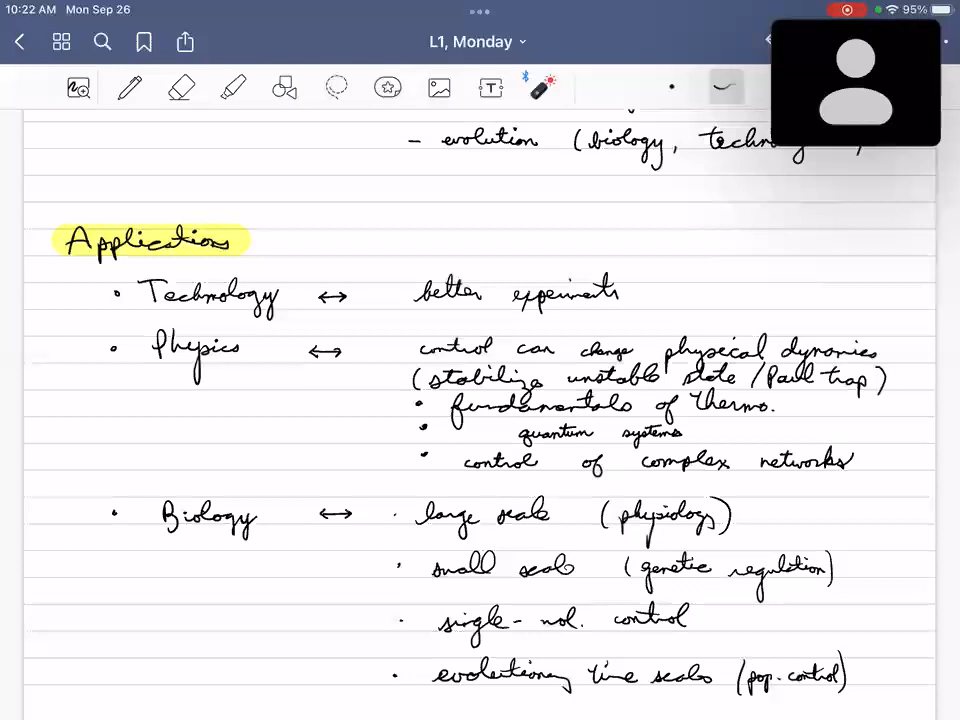 10:22 AM Mon Sep 26
95%
L1, Monday
- evolution (biology,
Applications
• Technology ↔ better experiments
• Physics ↔ control can change physical dynamics
(stabilize unstable state / Paul trap)
• fundamentals of thermo.
• quantum systems
• control of complex networks
• Biology ↔ · large scale (physiology)
· small scale (genetic regulation)
· single-mol. control
· evolutionary time scales (pop. control)